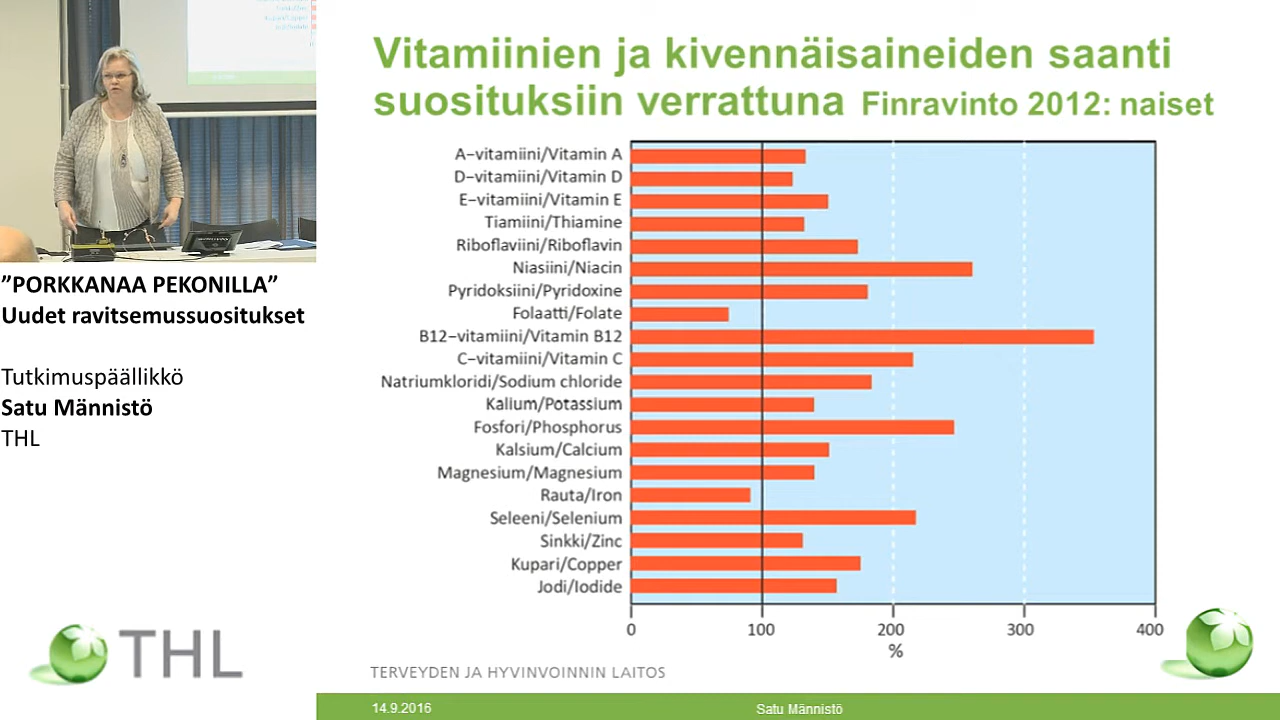 Vitamiinien ja kivennäisaineiden saanti
suosituksiin verrattuna Finravinto 2012: naiset
A–vitamiini/Vitamin A
D–vitamiini/Vitamin D
E–vitamiini/Vitamin E
Tiamiini/Thiamine
Riboflaviini/Riboflavin
Niasiini/Niacin
Pyridoksiini/Pyridoxine
Folaatti/Folate
B12–vitamiini/Vitamin B12
C–vitamiini/Vitamin C
Natriumkloridi/Sodium chloride
Kalium/Potassium
Fosfori/Phosphorus
Kalsium/Calcium
Magnesium/Magnesium
Rauta/Iron
Seleeni/Selenium
Sinkki/Zinc
Kupari/Copper
Jodi/Iodide
0 100 200 300 400
%
”PORKKANAA PEKONILLA”
Uudet ravitsemussuositukset
Tutkimuspäällikkö
Satu Männistö
THL
THL
TERVEYDEN JA HYVINVOINNIN LAITOS
14.9.2016
Satu Männistö